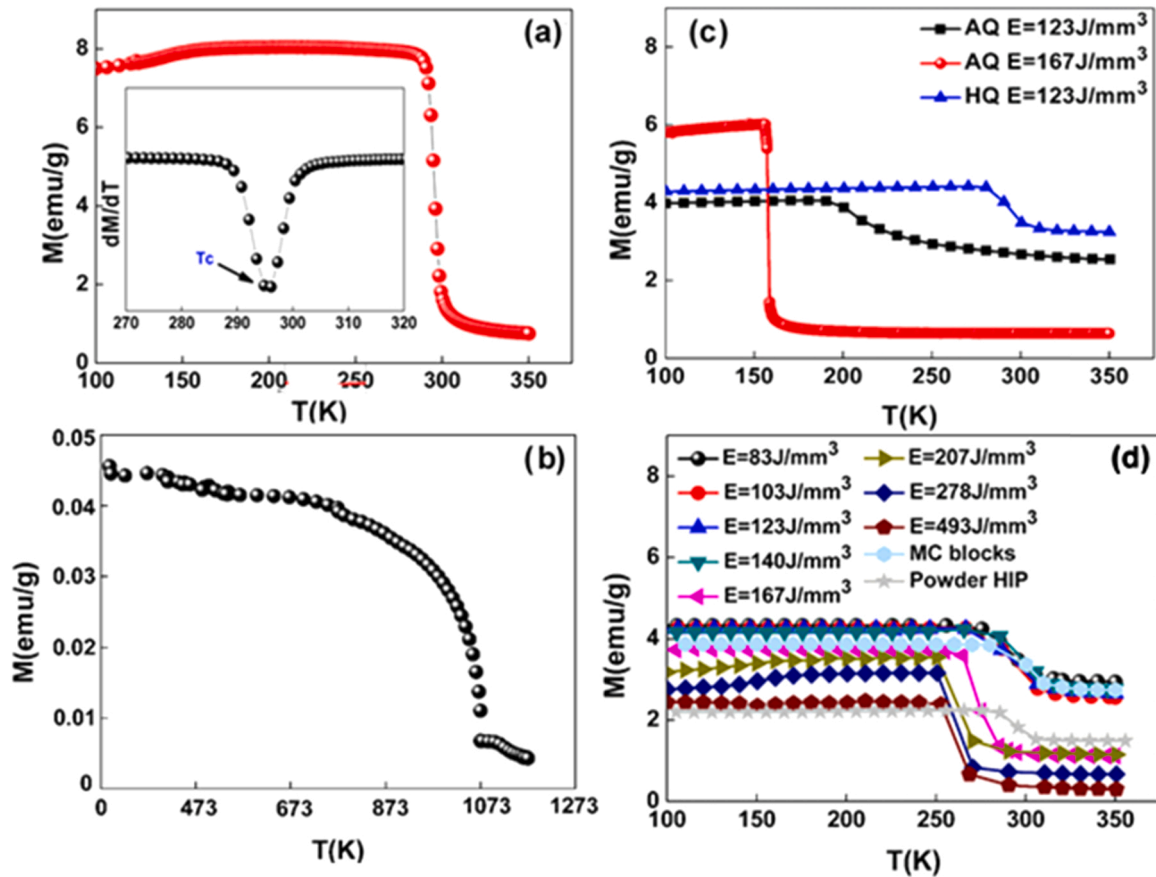 (a)
M(emu/g)
8
6
4
2
0
100 150 200 250 300 350
T(K)
dM/dT
Tc
270 280 290 300 310 320
(c)
AQ E=123J/mm³
AQ E=167J/mm³
HQ E=123J/mm³
M(emu/g)
8
6
4
2
0
100 150 200 250 300 350
T(K)
(b)
M(emu/g)
0.05
0.04
0.03
0.02
0.01
0
0 473 673 873 1073 1273
T(K)
(d)
E=83J/mm³
E=103J/mm³
E=123J/mm³
E=140J/mm³
E=167J/mm³
E=207J/mm³
E=278J/mm³
E=493J/mm³
MC blocks
Powder HIP
M(emu/g)
8
6
4
2
0
100 150 200 250 300 350
T(K)